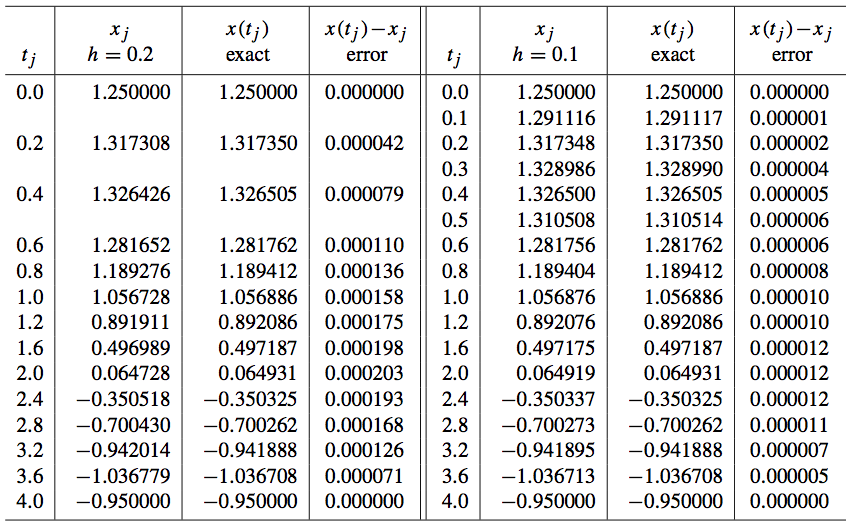 x_j x(t_j) x(t_j)−x_j x_j x(t_j) x(t_j)−x_j
t_j h = 0.2 exact error t_j h = 0.1 exact error
0.0 1.250000 1.250000 0.000000 0.0 1.250000 1.250000 0.000000
0.1 1.291116 1.291117 0.000001
0.2 1.317308 1.317350 0.000042 0.2 1.317348 1.317350 0.000002
0.3 1.328986 1.328990 0.000004
0.4 1.326426 1.326505 0.000079 0.4 1.326500 1.326505 0.000005
0.5 1.310508 1.310514 0.000006
0.6 1.281652 1.281762 0.000110 0.6 1.281756 1.281762 0.000006
0.8 1.189276 1.189412 0.000136 0.8 1.189404 1.189412 0.000008
1.0 1.056728 1.056886 0.000158 1.0 1.056876 1.056886 0.000010
1.2 0.891911 0.892086 0.000175 1.2 0.892076 0.892086 0.000010
1.6 0.496989 0.497187 0.000198 1.6 0.497175 0.497187 0.000012
2.0 0.064728 0.064931 0.000203 2.0 0.064919 0.064931 0.000012
2.4 −0.350518 −0.350325 0.000193 2.4 −0.350337 −0.350325 0.000012
2.8 −0.700430 −0.700262 0.000168 2.8 −0.700273 −0.700262 0.000011
3.2 −0.942014 −0.941888 0.000126 3.2 −0.941895 −0.941888 0.000007
3.6 −1.036779 −1.036708 0.000071 3.6 −1.036713 −1.036708 0.000005
4.0 −0.950000 −0.950000 0.000000 4.0 −0.950000 −0.950000 0.000000